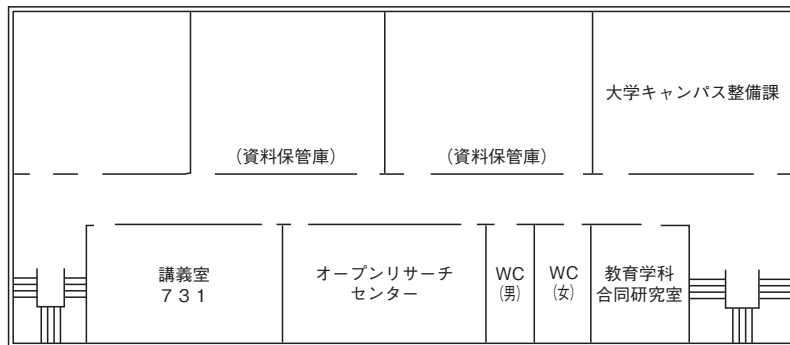 大学キャンパス整備課
(資料保管庫)
(資料保管庫)
講義室
７３１
オープンリサーチ
センター
WC
(男)
WC
(女)
教育学科
合同研究室